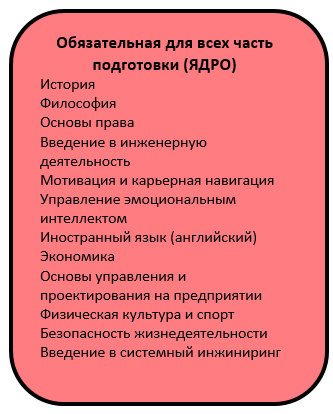 Обязательная для всех часть
подготовки (ЯДРО)
История
Философия
Основы права
Введение в инженерную
деятельность
Мотивация и карьерная навигация
Управление эмоциональным
интеллектом
Иностранный язык (английский)
Экономика
Основы управления и
проектирования на предприятии
Физическая культура и спорт
Безопасность жизнедеятельности
Введение в системный инжиниринг